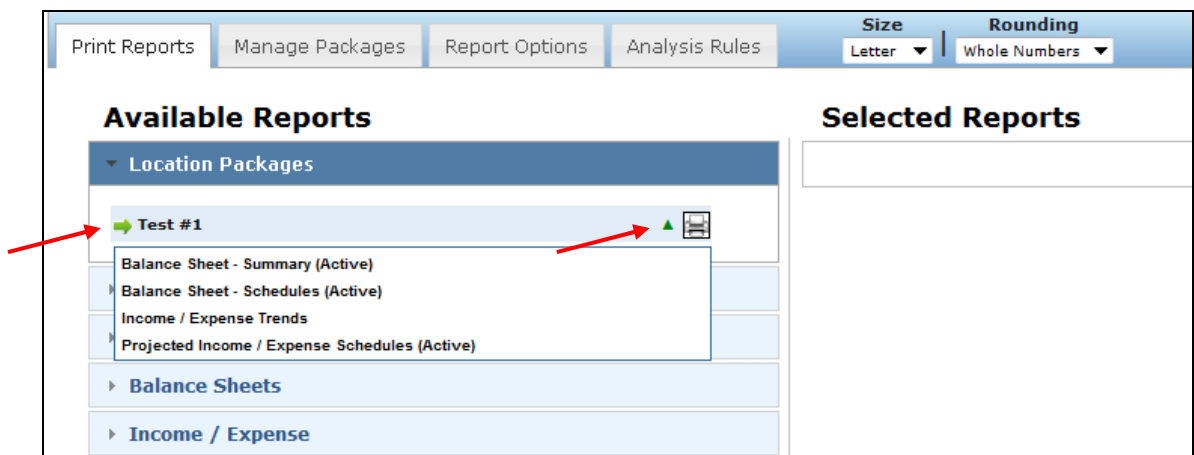 Size Rounding
Print Reports Manage Packages Report Options Analysis Rules Letter Whole Numbers
Available Reports Selected Reports
Location Packages
Test #1
Balance Sheet - Summary (Active)
Balance Sheet - Schedules (Active)
Income / Expense Trends
Projected Income / Expense Schedules (Active)
Balance Sheets
Income / Expense